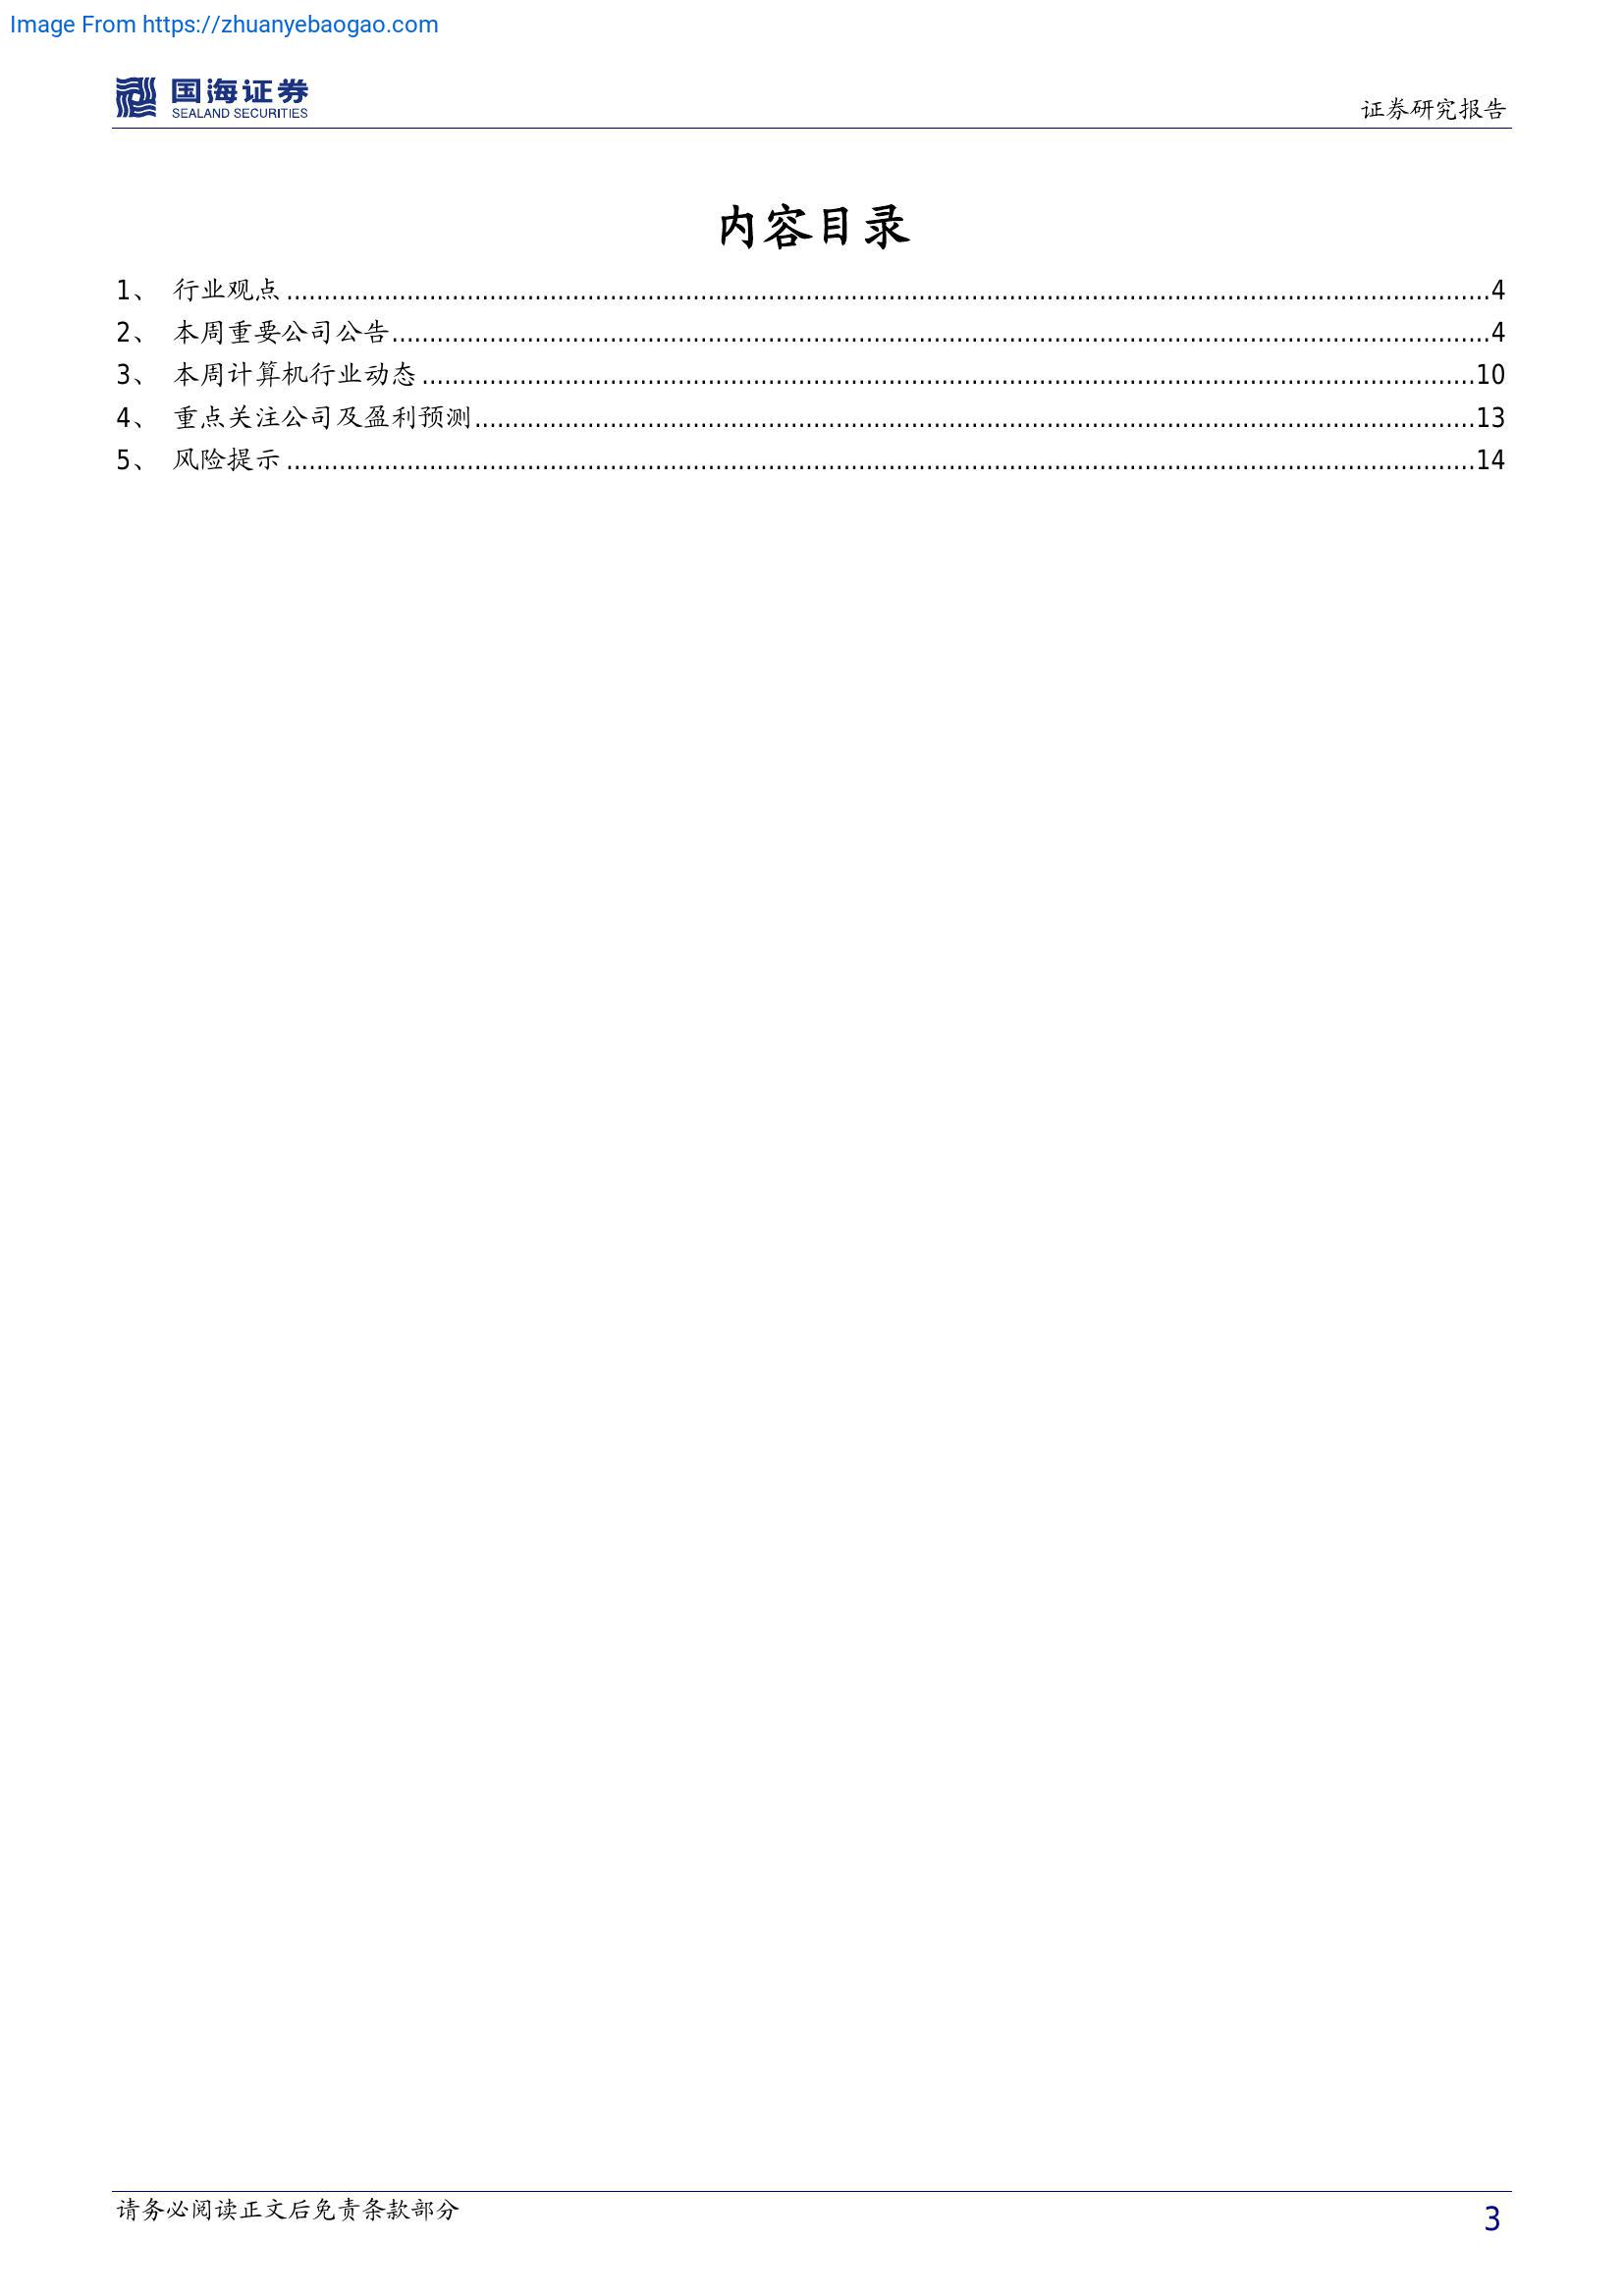 Image From https://zhuanyebaogao.com
国海证券
SEALAND SECURITIES
证券研究报告
内容目录
1、 行业观点 ........................................ 4
2、 本周重要公司公告 ........................................ 4
3、 本周计算机行业动态 ........................................ 10
4、 重点关注公司及盈利预测 ........................................ 13
5、 风险提示 ........................................ 14
请务必阅读正文后免责条款部分
3